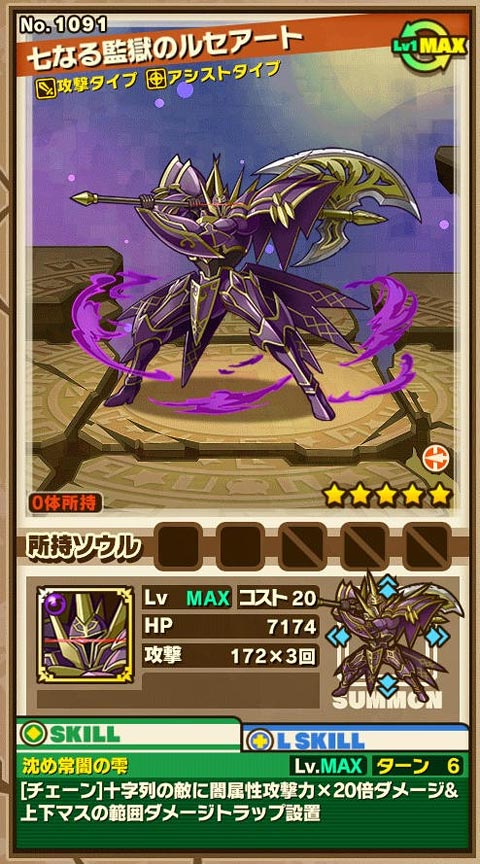 No. 1091
七なる監獄のルセアート
Lv1 MAX
攻撃タイプ アシストタイプ
0体所持
所持ソウル
Lv MAX コスト 20
HP 7174
攻撃 172×3回
SUMMON
SKILL
L SKILL
沈め常闇の雫 Lv.MAX ターン 6
[チェーン]十字列の敵に闇属性攻撃力×20倍ダメージ&
上下マスの範囲ダメージトラップ設置